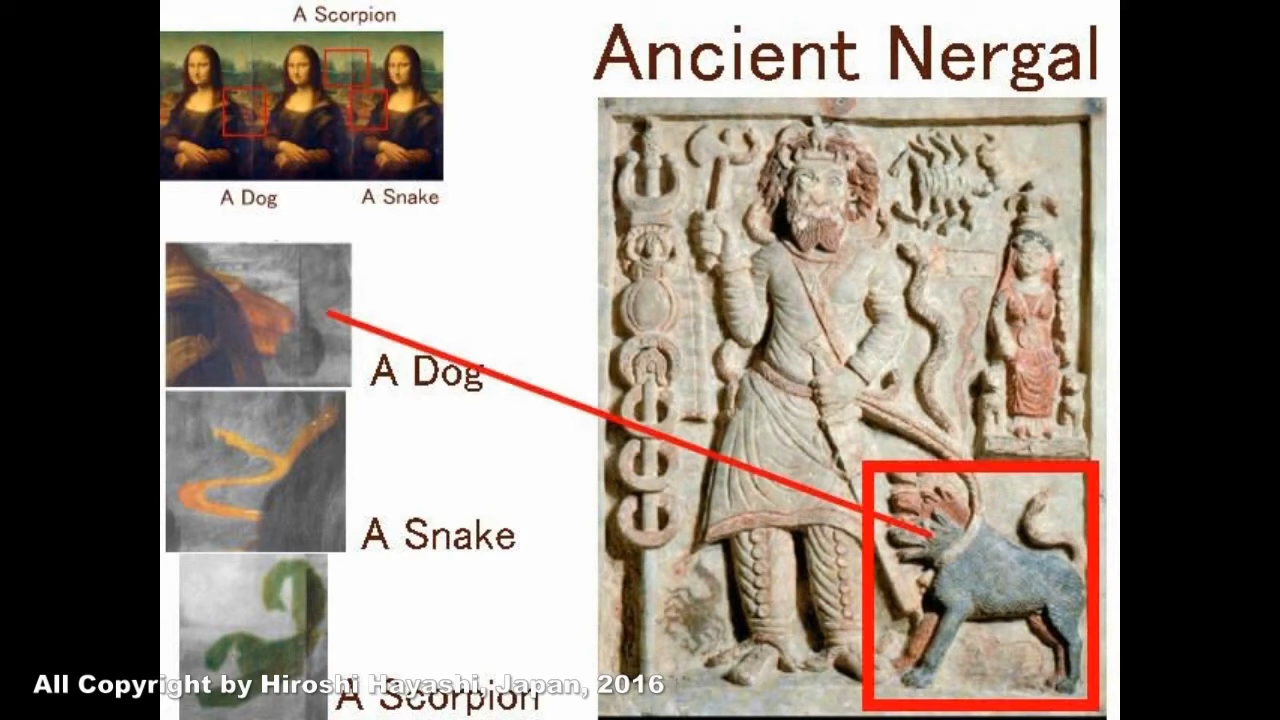 A Scorpion
Ancient Nergal
A Dog
A Snake
A Dog
A Snake
A Scorpion
All Copyright by Hiroshi Hayashi, Japan, 2016